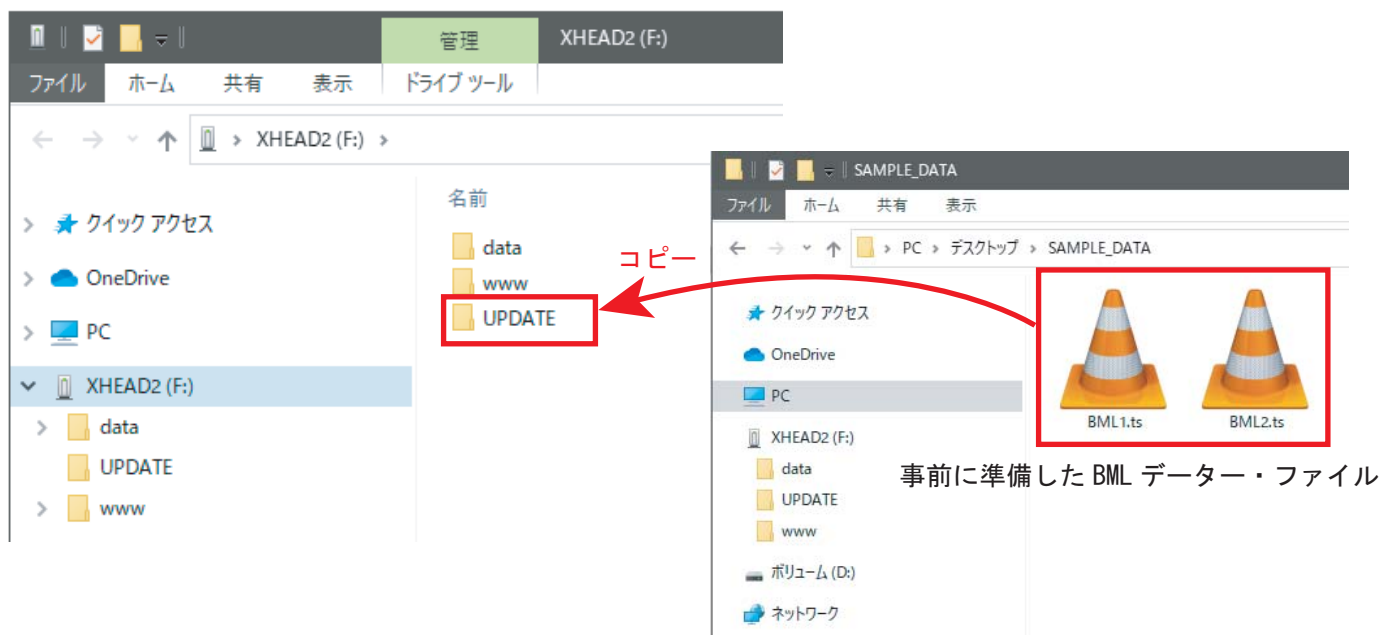 管理
XHEAD2 (F:)
ファイル ホーム 共有 表示 ドライブ ツール
XHEAD2 (F:)
クイック アクセス
OneDrive
PC
XHEAD2 (F:)
data
UPDATE
www
名前
data
www
UPDATE
コピー
SAMPLE_DATA
ファイル ホーム 共有 表示
PC デスクトップ SAMPLE_DATA
クイック アクセス
OneDrive
PC
XHEAD2 (F:)
data
UPDATE
www
ボリューム (D:)
ネットワーク
BML1.ts BML2.ts
事前に準備した BML データー・ファイル